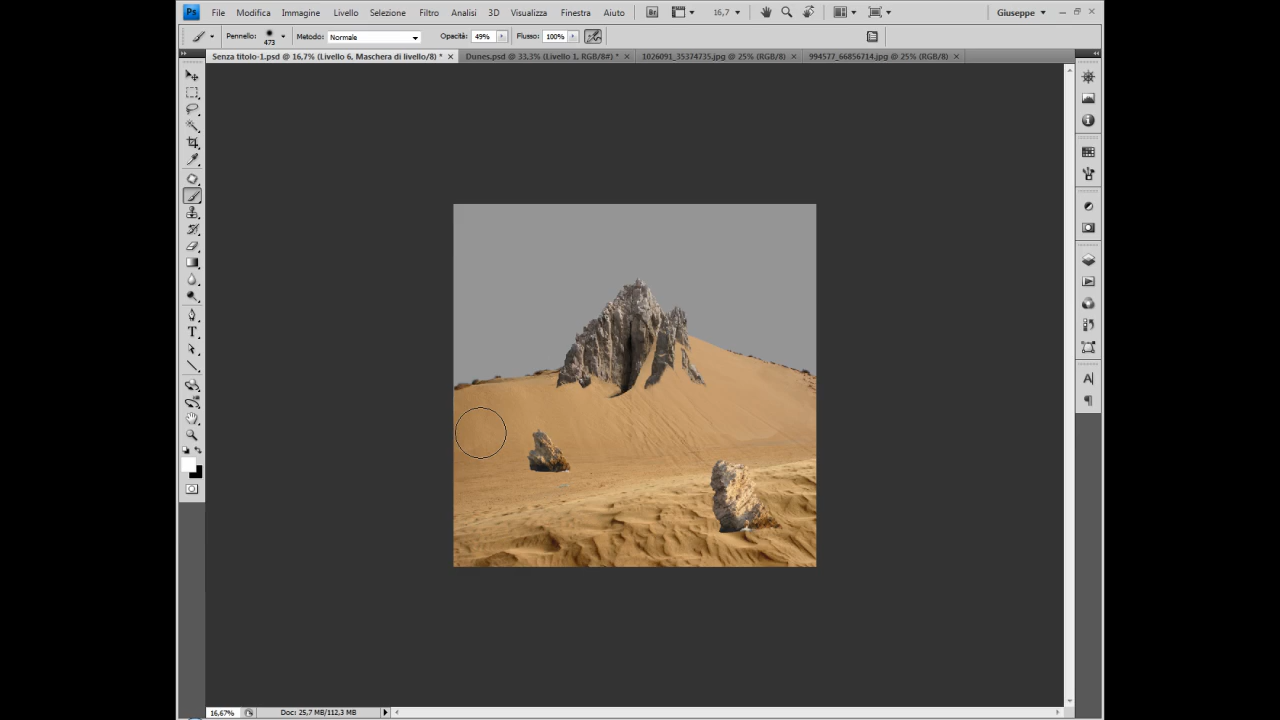 Ps File Modifica Immagine Livello Selezione Filtro Analisi 3D Visualizza Finestra Aiuto Br 16,7 Giuseppe
Pennello: 473 Metodo: Normale Opacità: 49% Flusso: 100%
Senza titolo-1.psd @ 16,7% (Livello 6, Maschera di livello/8) * Dunes.psd @ 33,3% (Livello 1, RGB/8#) * 1026091_35374735.jpg @ 25% (RGB/8) 994577_66856714.jpg @ 25% (RGB/8)
T
A
16,67% Doc: 25,7 MB/112,3 MB